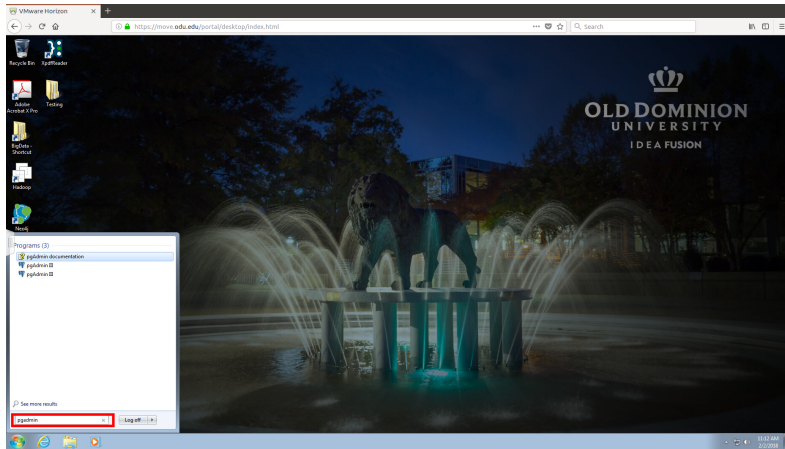 VMware Horizon
https://move.odu.edu/portal/desktop/index.html
Search
Recycle Bin
XpdfReader
Adobe
Acrobat X Pro
Testing
BigData -
Shortcut
Hadoop
Neo4j
OLD DOMINION
UNIVERSITY
IDEA FUSION
Programs (3)
pgAdmin documentation
pgAdmin III
pgAdmin III
See more results
pgadmin
Log off
11:12 AM
2/2/2018